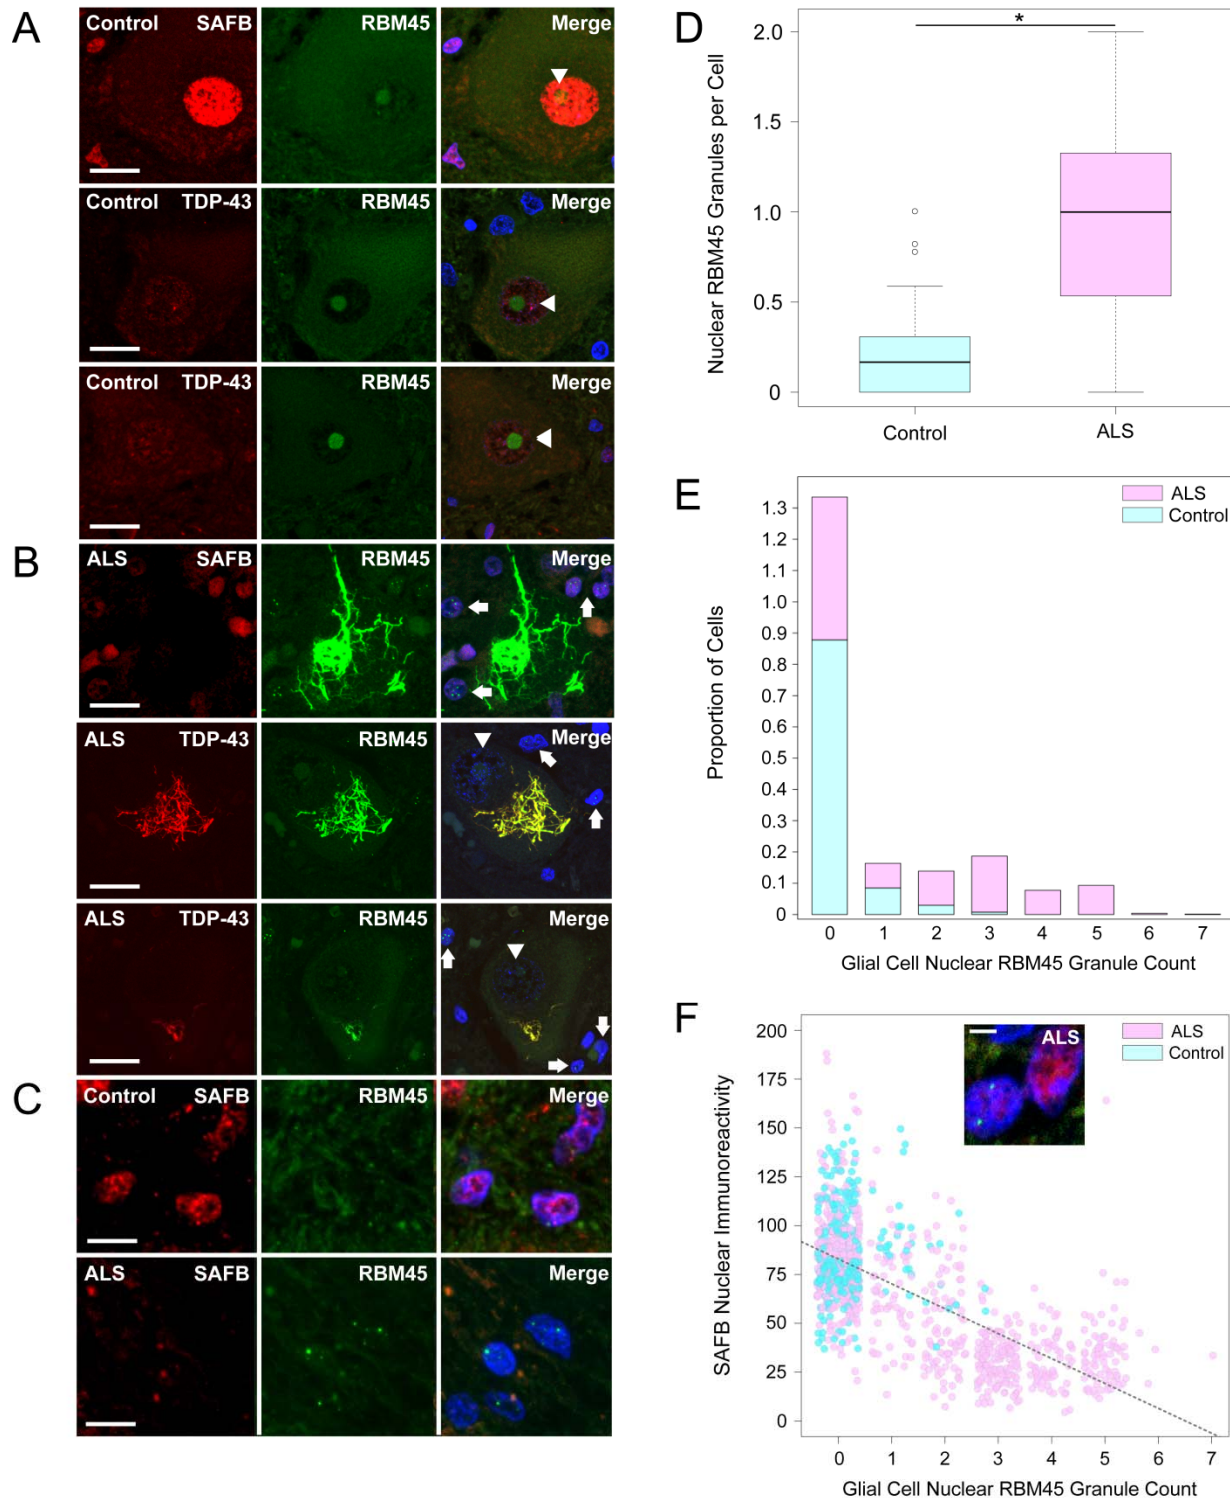 A
Control SAFB RBM45 Merge
Control TDP-43 RBM45 Merge
Control TDP-43 RBM45 Merge
B
ALS SAFB RBM45 Merge
ALS TDP-43 RBM45 Merge
ALS TDP-43 RBM45 Merge
C
Control SAFB RBM45 Merge
ALS SAFB RBM45 Merge
D
*
Nuclear RBM45 Granules per Cell
2.0
1.5
1.0
0.5
0
Control ALS
E
ALS
Control
Proportion of Cells
1.3
1.2
1.1
1.0
0.9
0.8
0.7
0.6
0.5
0.4
0.3
0.2
0.1
0
0 1 2 3 4 5 6 7
Glial Cell Nuclear RBM45 Granule Count
F
ALS
ALS
Control
SAFB Nuclear Immunoreactivity
200
175
150
125
100
75
50
25
0
0 1 2 3 4 5 6 7
Glial Cell Nuclear RBM45 Granule Count